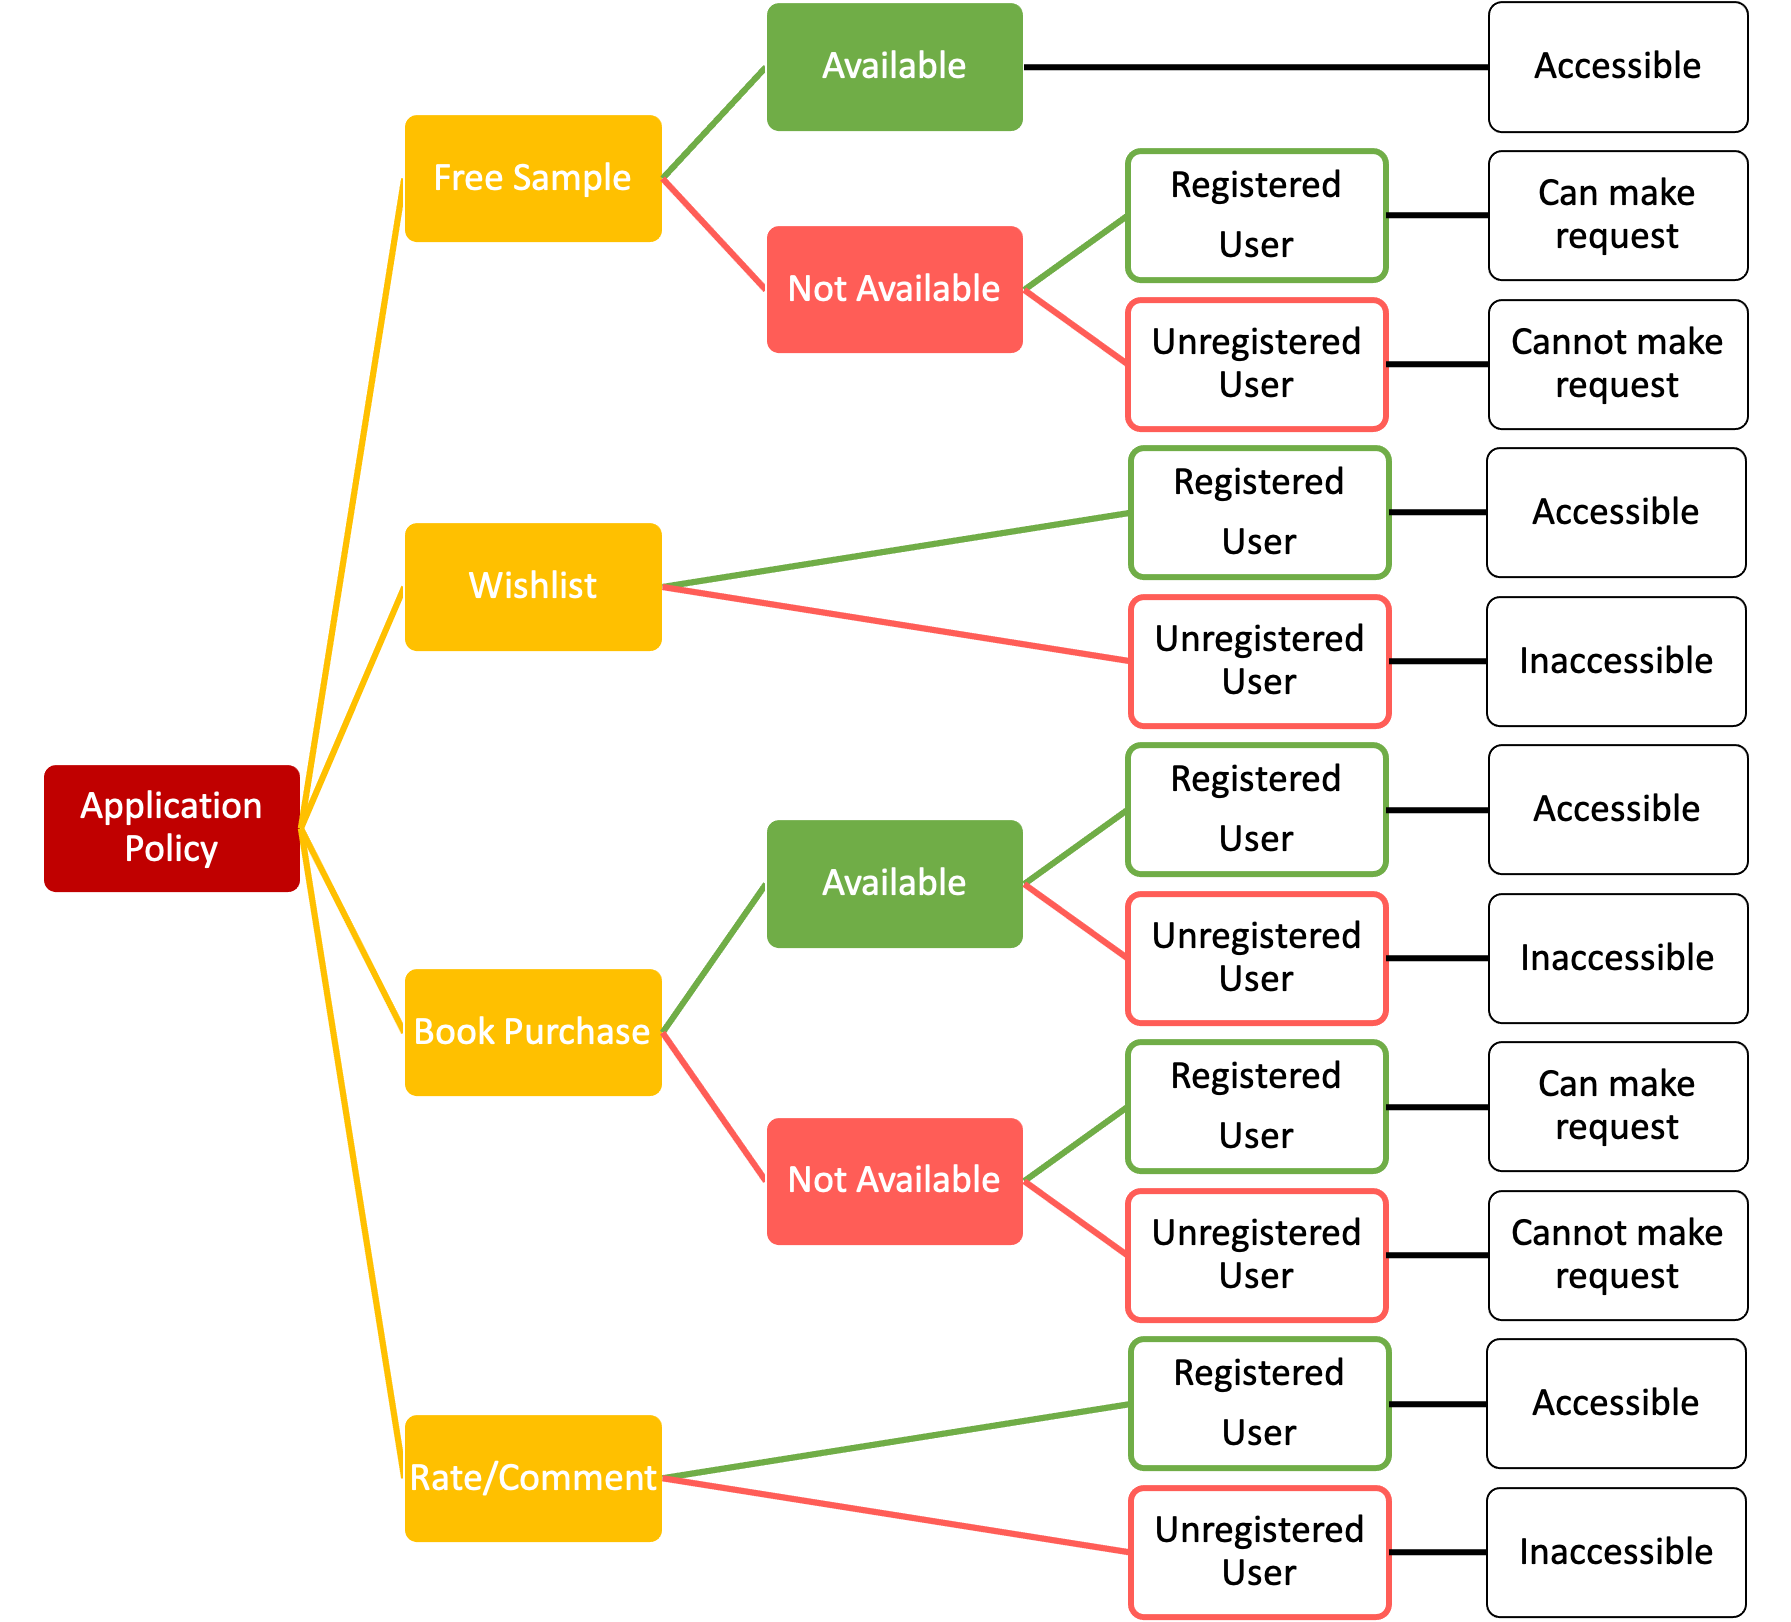 Application
Policy
Free Sample
Available
Accessible
Not Available
Registered
User
Can make
request
Unregistered
User
Cannot make
request
Wishlist
Registered
User
Accessible
Unregistered
User
Inaccessible
Book Purchase
Available
Registered
User
Accessible
Unregistered
User
Inaccessible
Not Available
Registered
User
Can make
request
Unregistered
User
Cannot make
request
Rate/Comment
Registered
User
Accessible
Unregistered
User
Inaccessible